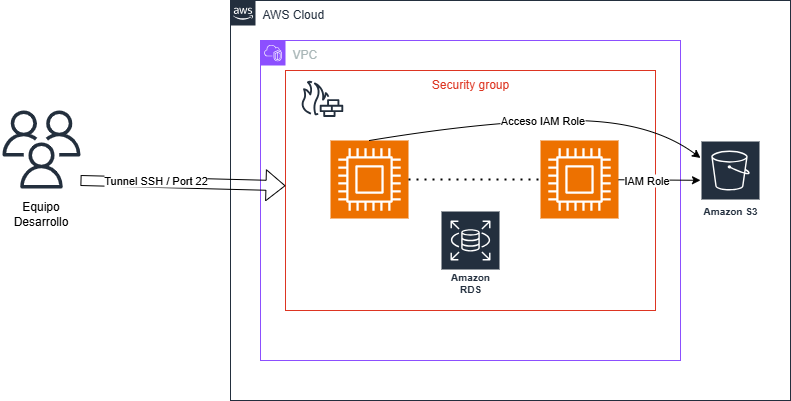 aws
AWS Cloud
VPC
Security group
Acceso IAM Role
Tunnel SSH / Port 22
IAM Role
Equipo
Desarrollo
Amazon S3
Amazon
RDS